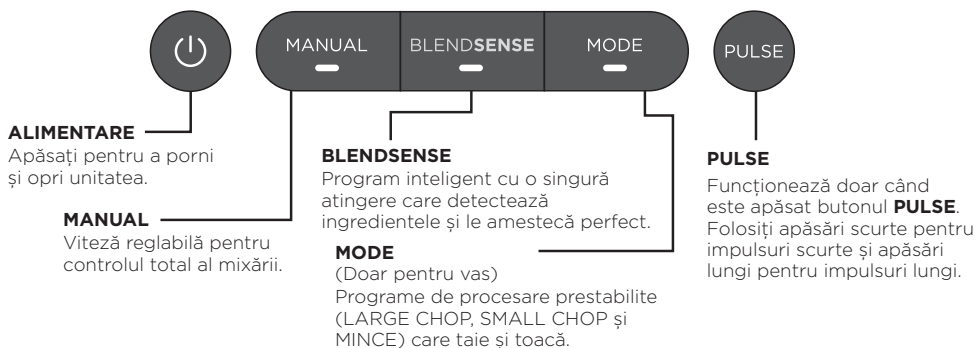 MANUAL
BLENDSENSE
MODE
PULSE
ALIMENTARE
Apăsați pentru a porni
și opri unitatea.
MANUAL
Viteză reglabilă pentru
controlul total al mixării.
BLENDSENSE
Program inteligent cu o singură
atingere care detectează
ingredientele și le amestecă perfect.
MODE
(Doar pentru vas)
Programe de procesare prestabilite
(LARGE CHOP, SMALL CHOP și
MINCE) care taie și toacă.
PULSE
Funcționează doar când
este apăsat butonul PULSE.
Folosiți apăsări scurte pentru
impulsuri scurte și apăsări
lungi pentru impulsuri lungi.